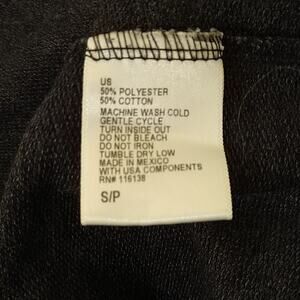 US
50% POLYESTER
50% COTTON
MACHINE WASH COLD
GENTLE CYCLE
TURN INSIDE OUT
DO NOT BLEACH
DO NOT IRON
TUMBLE DRY LOW
MADE IN MEXICO
WITH USA COMPONENTS
RN# 116138
S/P